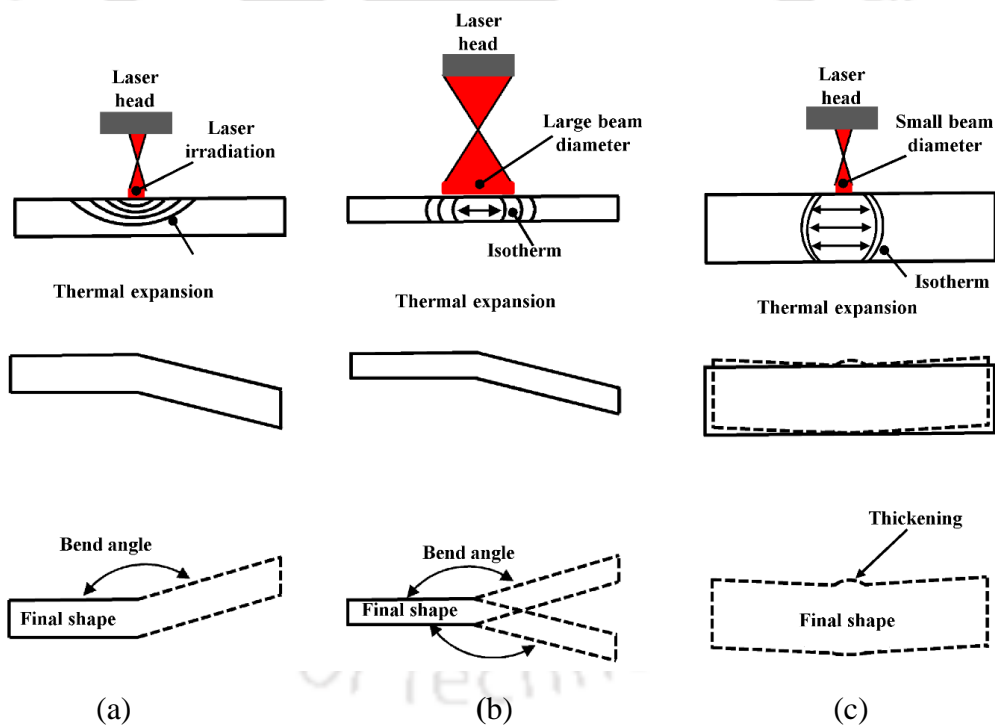 Laser
head
Laser
irradiation
Thermal expansion
Bend angle
Final shape
(a)
Laser
head
Large beam
diameter
Isotherm
Thermal expansion
Bend angle
Final shape
(b)
Laser
head
Small beam
diameter
Isotherm
Thermal expansion
Thickening
Final shape
(c)